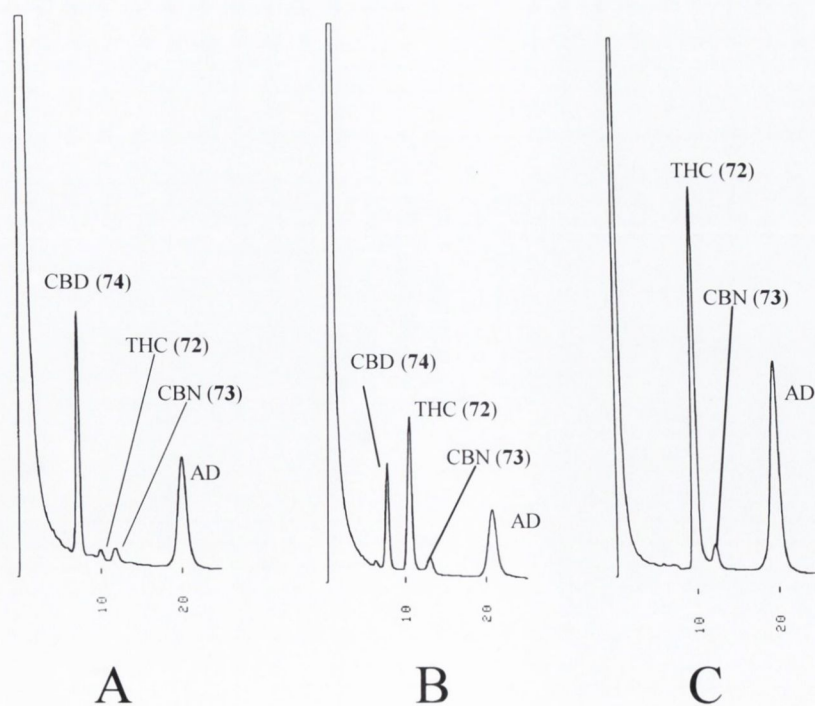 CBD (74)
THC (72)
CBN (73)
AD
10
20
A
CBD (74)
THC (72)
CBN (73)
AD
10
20
B
THC (72)
CBN (73)
AD
10
20
C